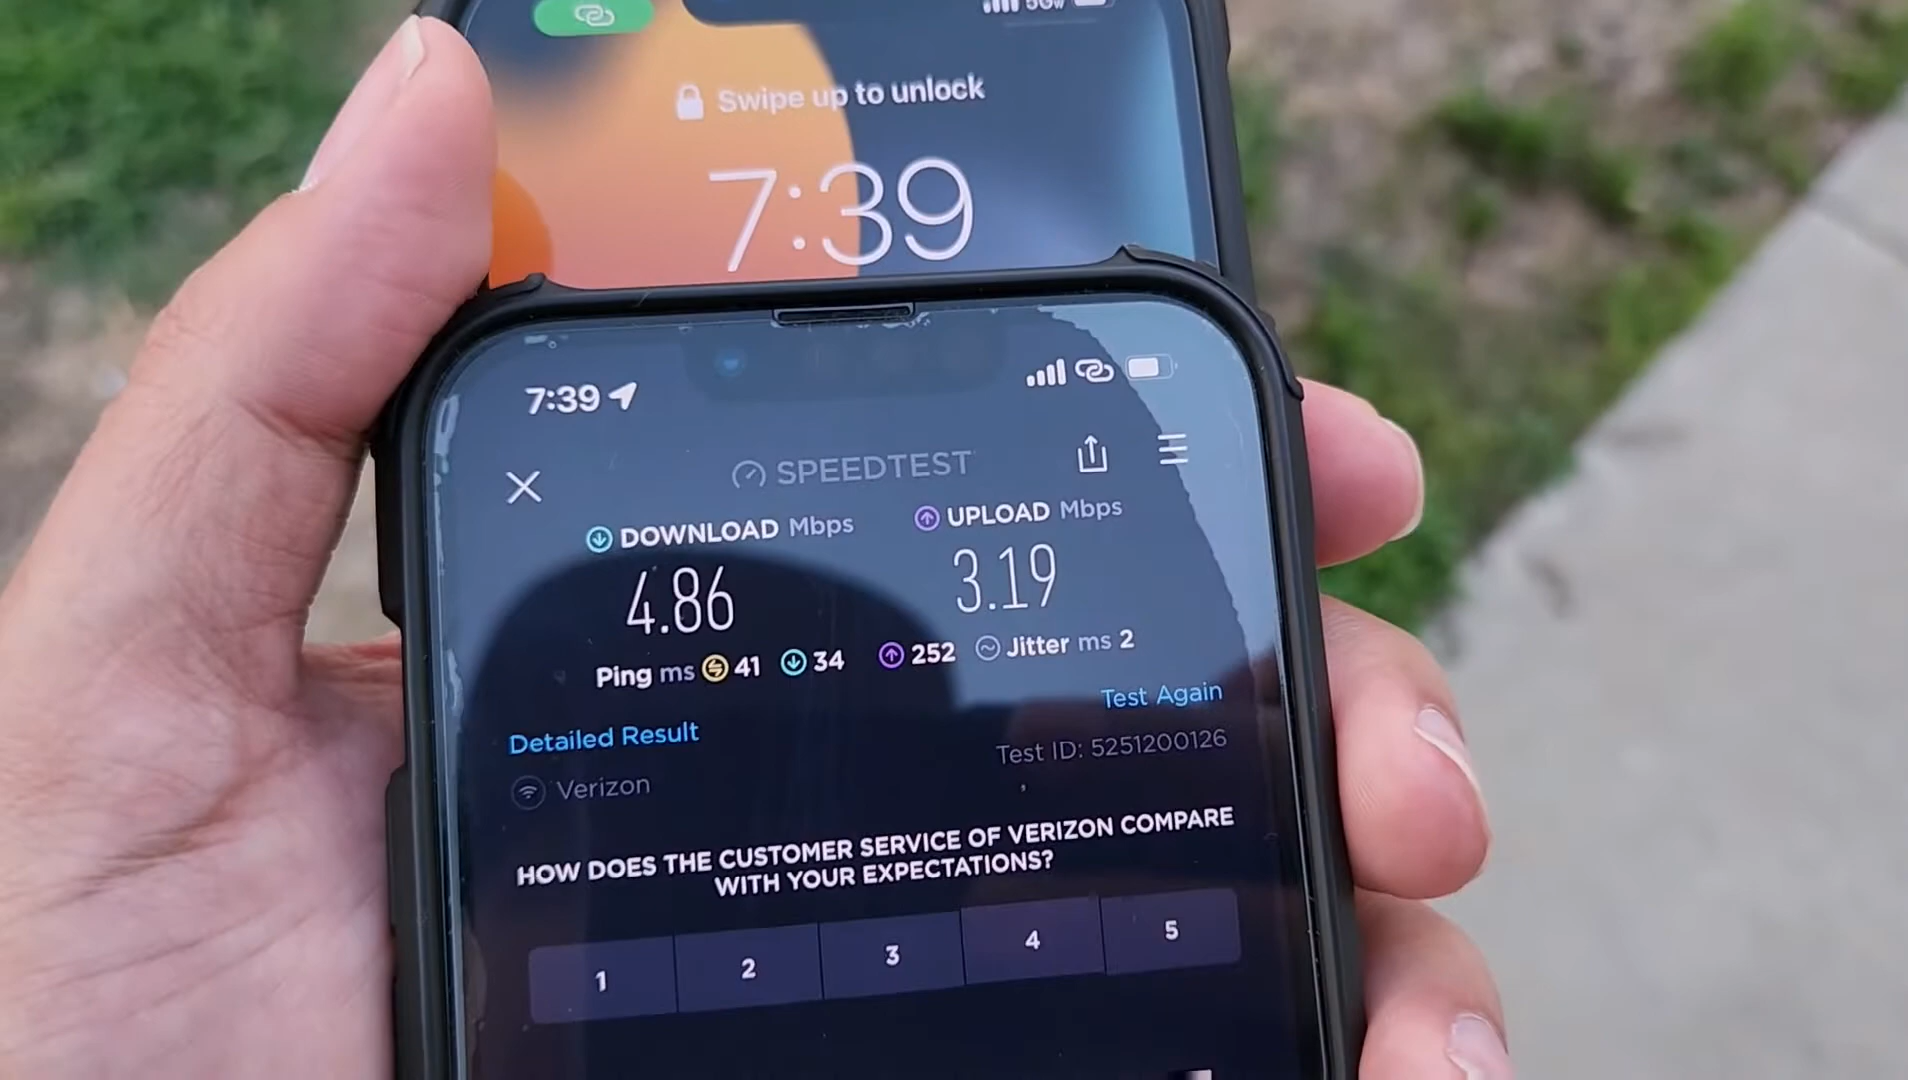 5G
Swipe up to unlock
7:39
7:39
SPEEDTEST
DOWNLOAD Mbps
UPLOAD Mbps
4.86
3.19
Ping ms 41 34 252 Jitter ms 2
Test Again
Detailed Result
Test ID: 5251200126
Verizon
HOW DOES THE CUSTOMER SERVICE OF VERIZON COMPARE
WITH YOUR EXPECTATIONS?
1 2 3 4 5